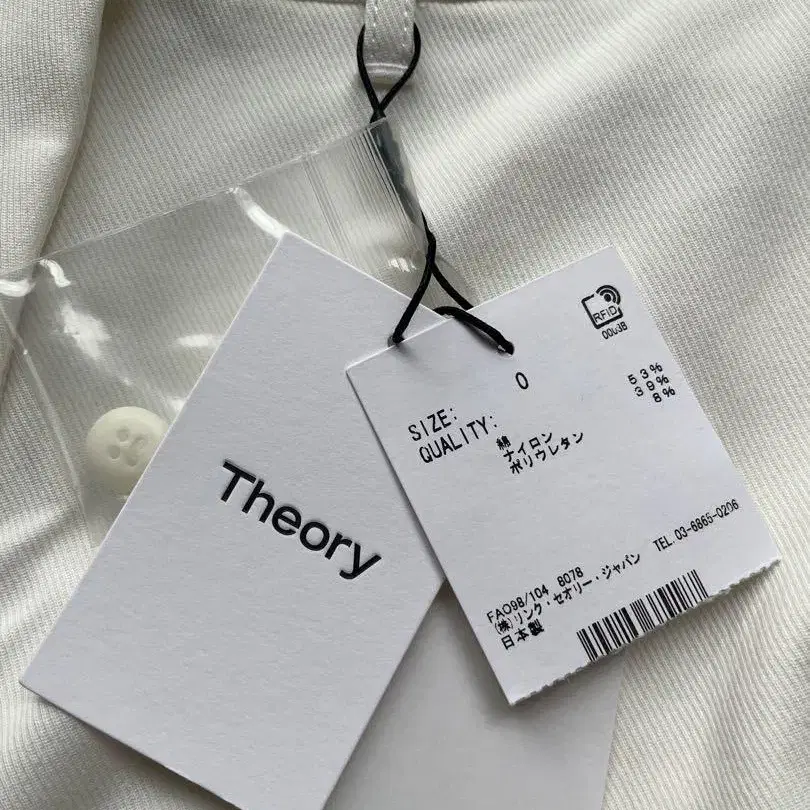 Theory
RFID
0003B
SIZE: 0
QUALITY:
綿 53%
ナイロン 39%
ポリウレタン 8%
FA098/104 8078
(株)リンク・セオリー・ジャパン TEL.03-6865-0206
日本製